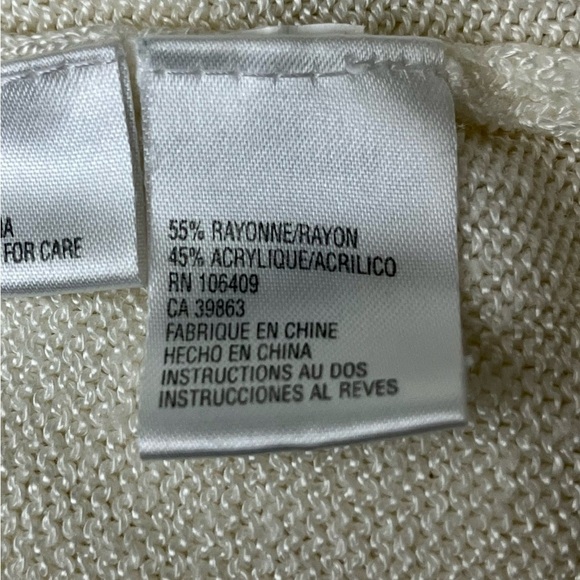 A
FOR CARE
55% RAYONNE/RAYON
45% ACRYLIQUE/ACRILICO
RN 106409
CA 39863
FABRIQUE EN CHINE
HECHO EN CHINA
INSTRUCTIONS AU DOS
INSTRUCCIONES AL REVES